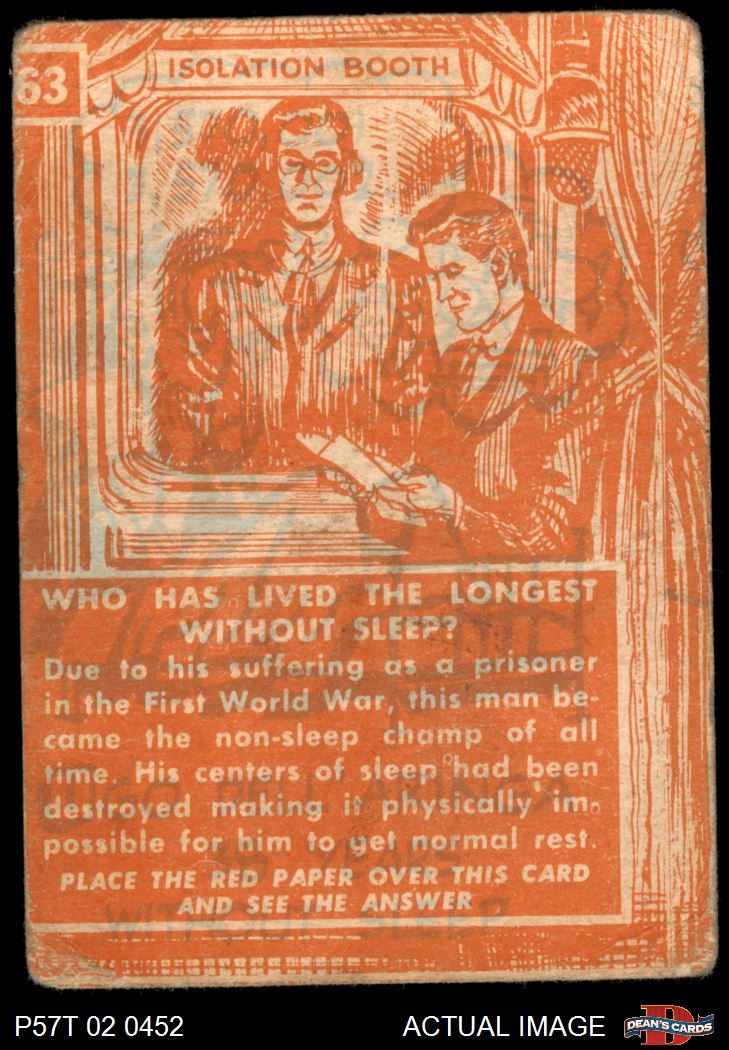 63
ISOLATION BOOTH
WHO HAS LIVED THE LONGEST
WITHOUT SLEEP?
Due to his suffering as a prisoner
in the First World War, this man be-
came the non-sleep champ of all
time. His centers of sleep had been
destroyed making it physically im-
possible for him to get normal rest.
PLACE THE RED PAPER OVER THIS CARD
AND SEE THE ANSWER
YEARS
WITHOUT SLEEP
P57T 02 0452
ACTUAL IMAGE
DEAN'S CARDS